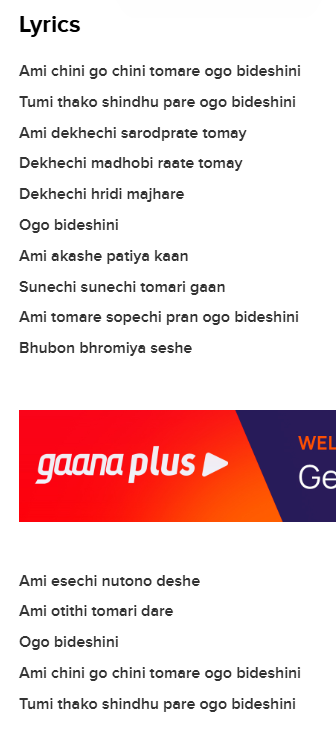 Lyrics
Ami chini go chini tomare ogo bideshini
Tumi thako shindhu pare ogo bideshini
Ami dekhechi sarodprate tomay
Dekhechi madhobi raate tomay
Dekhechi hridi majhare
Ogo bideshini
Ami akashe patiya kaan
Sunechi sunechi tomari gaan
Ami tomare sopechi pran ogo bideshini
Bhubon bhromiya seshe
gaana plus
WEL
Ge
Ami esechi nutono deshe
Ami otithi tomari dare
Ogo bideshini
Ami chini go chini tomare ogo bideshini
Tumi thako shindhu pare ogo bideshini